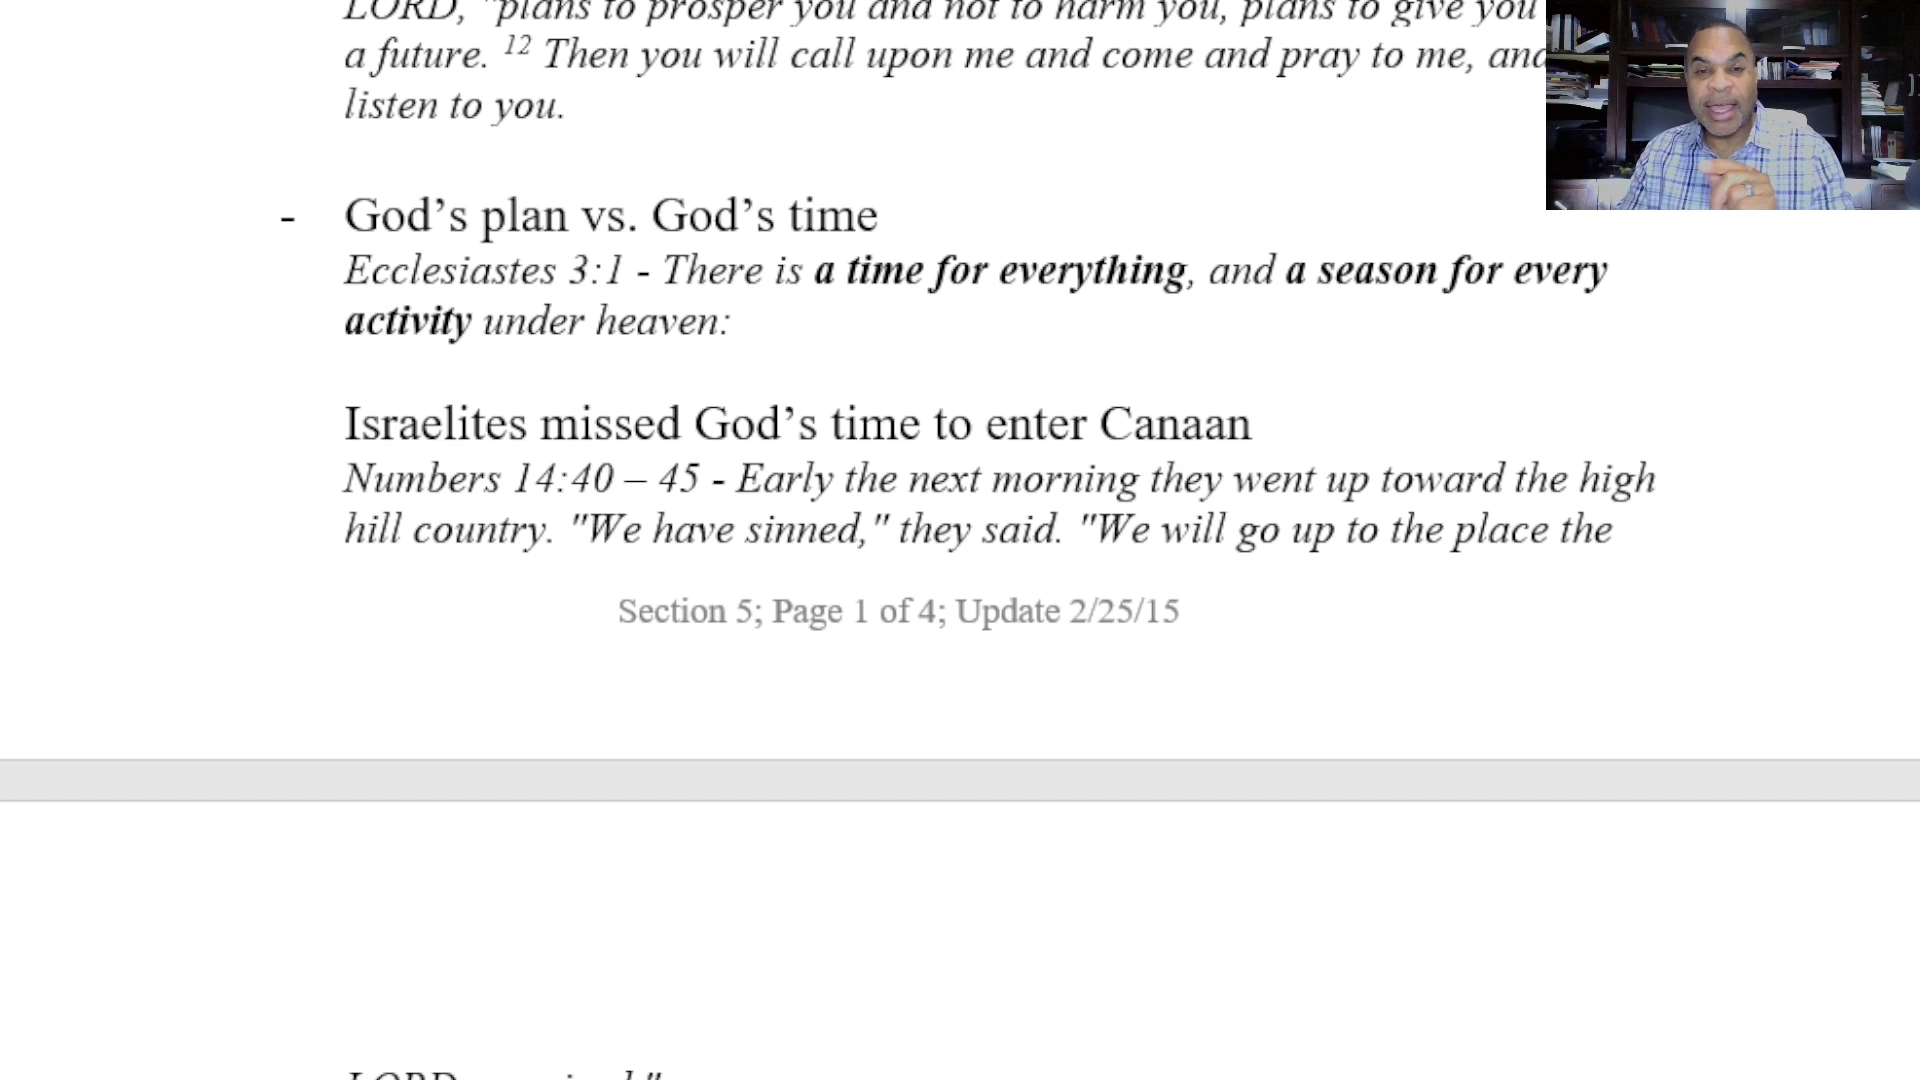 LORD, "plans to prosper you and not to harm you, plans to give you
a future. 12 Then you will call upon me and come and pray to me, and
listen to you.
- God’s plan vs. God’s time
Ecclesiastes 3:1 - There is a time for everything, and a season for every
activity under heaven:
Israelites missed God’s time to enter Canaan
Numbers 14:40 – 45 - Early the next morning they went up toward the high
hill country. "We have sinned," they said. "We will go up to the place the
Section 5; Page 1 of 4; Update 2/25/15
LORD